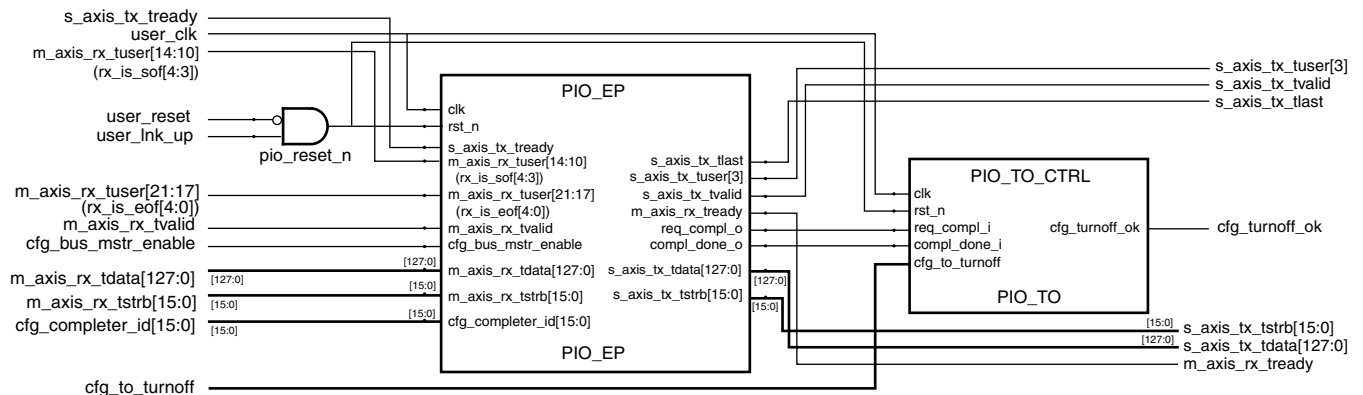 s_axis_tx_tready
user_clk
m_axis_rx_tuser[14:10]
(rx_is_sof[4:3])
user_reset
user_lnk_up
pio_reset_n
m_axis_rx_tuser[21:17]
(rx_is_eof[4:0])
m_axis_rx_tvalid
cfg_bus_mstr_enable
m_axis_rx_tdata[127:0]
[127:0]
m_axis_rx_tstrb[15:0]
[15:0]
cfg_completer_id[15:0]
[15:0]
cfg_to_turnoff
PIO_EP
clk
rst_n
s_axis_tx_tready
m_axis_rx_tuser[14:10]
(rx_is_sof[4:3])
m_axis_rx_tuser[21:17]
(rx_is_eof[4:0])
m_axis_rx_tvalid
cfg_bus_mstr_enable
[127:0]
m_axis_rx_tdata[127:0]
[15:0]
m_axis_rx_tstrb[15:0]
[15:0]
cfg_completer_id[15:0]
s_axis_tx_tlast
s_axis_tx_tuser[3]
s_axis_tx_tvalid
m_axis_rx_tready
req_compl_o
compl_done_o
s_axis_tx_tdata[127:0]
[127:0]
s_axis_tx_tstrb[15:0]
[15:0]
PIO_EP
PIO_TO_CTRL
clk
rst_n
req_compl_i
compl_done_i
cfg_to_turnoff
cfg_turnoff_ok
PIO_TO
s_axis_tx_tuser[3]
s_axis_tx_tvalid
s_axis_tx_tlast
cfg_turnoff_ok
[15:0]
s_axis_tx_tstrb[15:0]
[127:0]
s_axis_tx_tdata[127:0]
m_axis_rx_tready